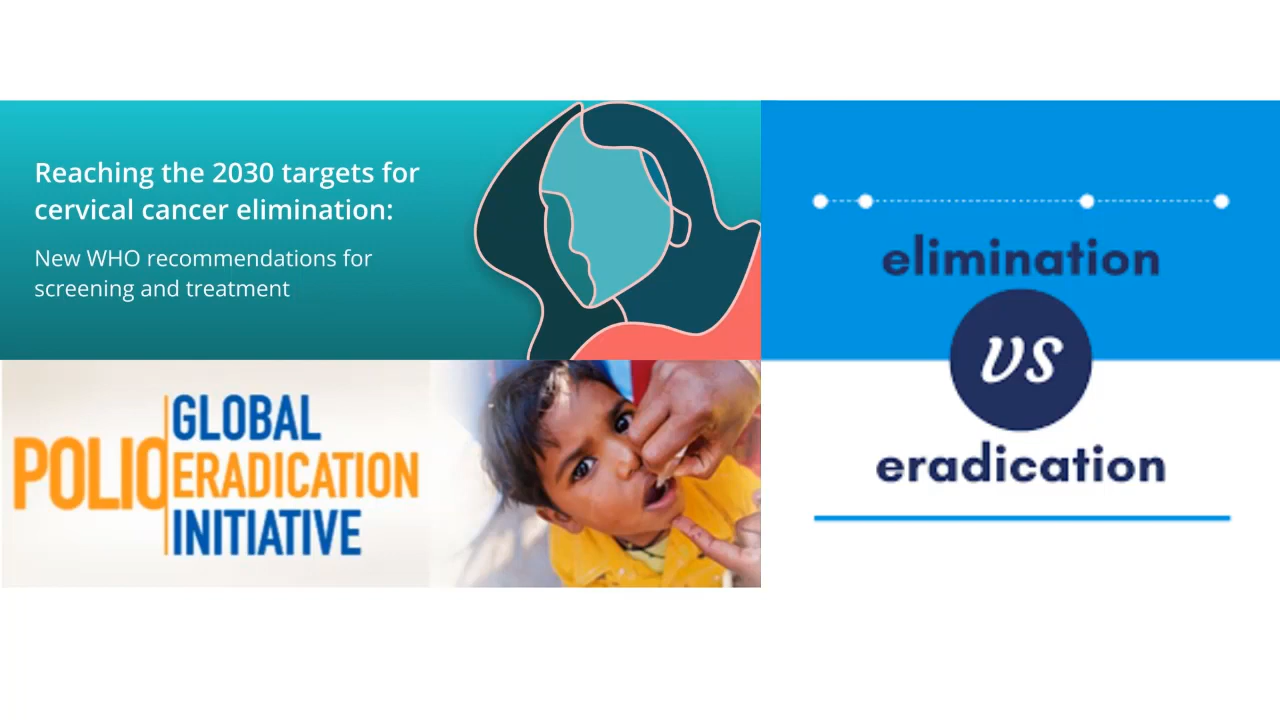 Reaching the 2030 targets for
cervical cancer elimination:
New WHO recommendations for
screening and treatment
elimination
vs
eradication
POLIO
GLOBAL
ERADICATION
INITIATIVE